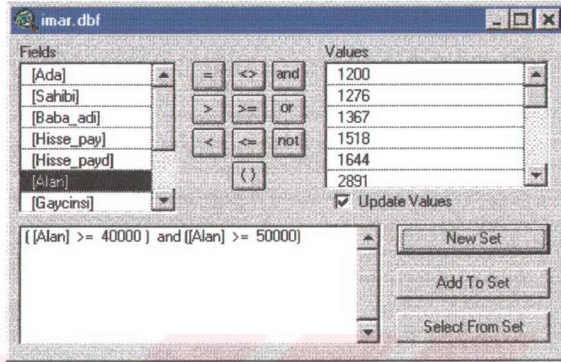 imar.dbf
Fields
Values
[Ada]
[Sahibi]
[Baba_adi]
[Hisse_pay]
[Hisse_payd]
[Alan]
[Gaycinsi]
= <> and
> >= or
< <= not
( )
1200
1276
1367
1518
1644
2891
Update Values
( [Alan] >= 40000 ) and ([Alan] >= 50000)
New Set
Add To Set
Select From Set